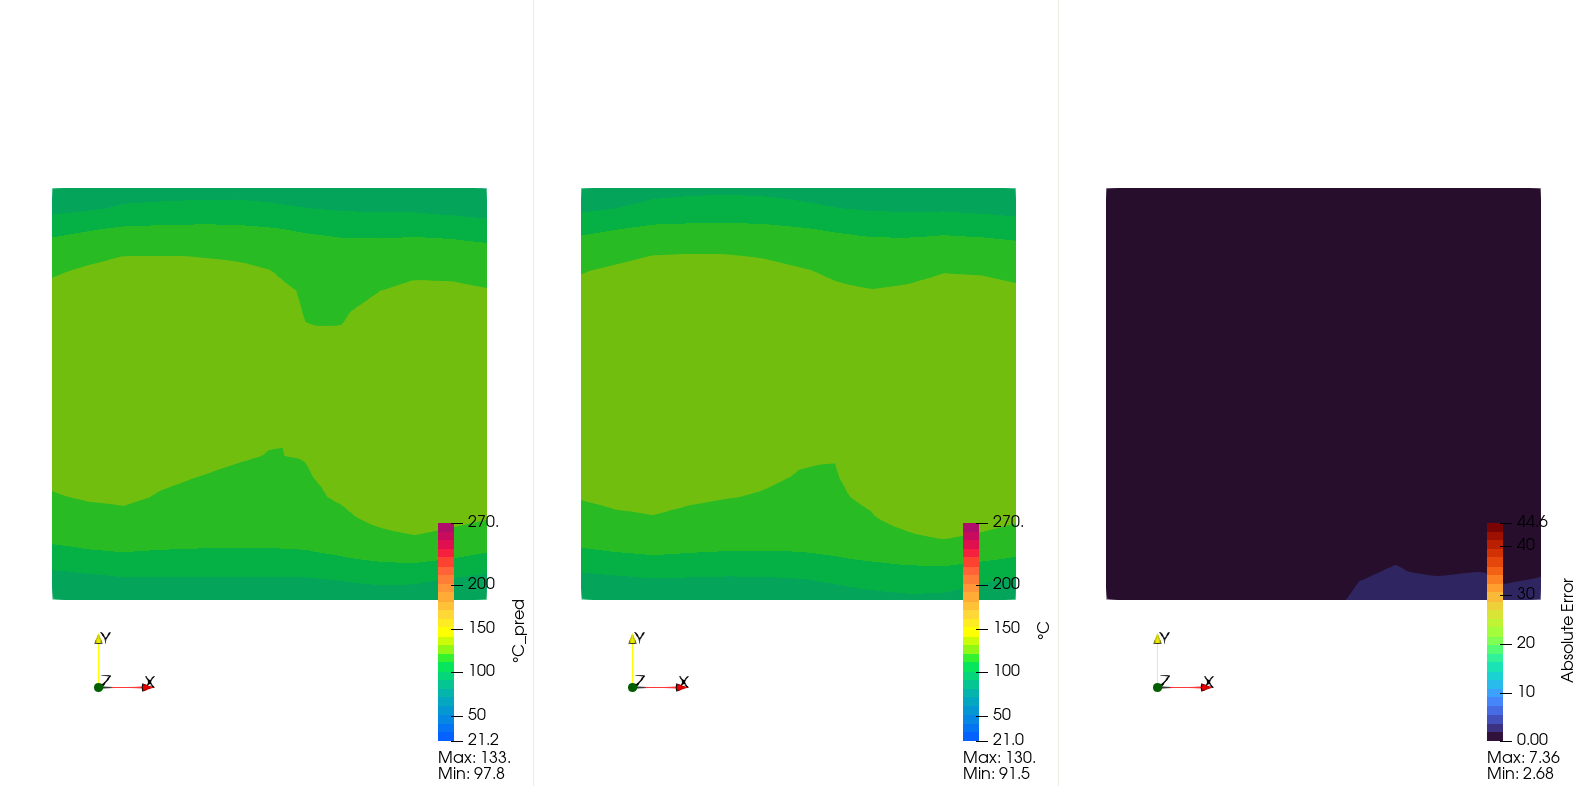 270.
200
150
100
50
21.2
°C_pred
Max: 133.
Min: 97.8
Y
Z
X
270.
200
150
100
50
21.0
°C
Max: 130.
Min: 91.5
Y
Z
X
44.6
40
30
20
10
0.00
Absolute Error
Max: 7.36
Min: 2.68
Y
Z
X